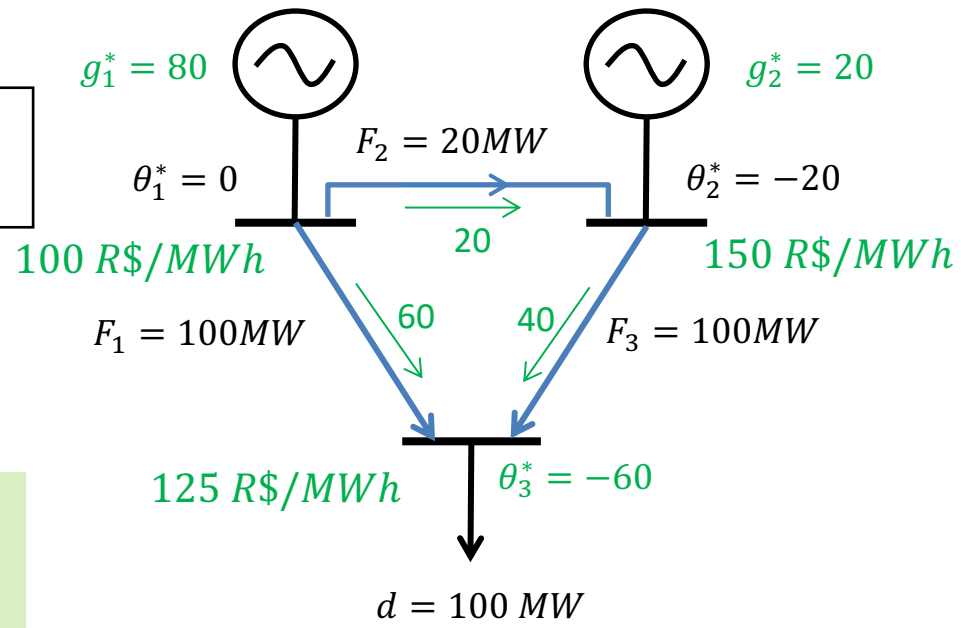 g₁* = 80
g₂* = 20
F₂ = 20MW
θ₁* = 0
θ₂* = −20
20
100 R$/MWh
150 R$/MWh
F₁ = 100MW
60
40
F₃ = 100MW
125 R$/MWh
θ₃* = −60
d = 100 MW